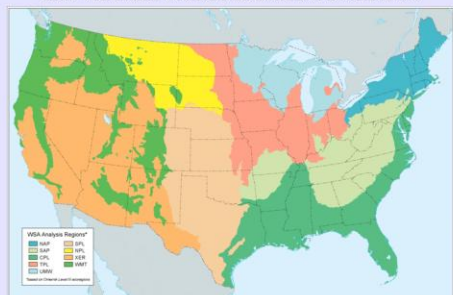 WSA Analysis Regions*
NAP
SAP
CPL
TPL
UMW
SPL
NPL
XER
WMT
*based on Omernik Level III ecoregions